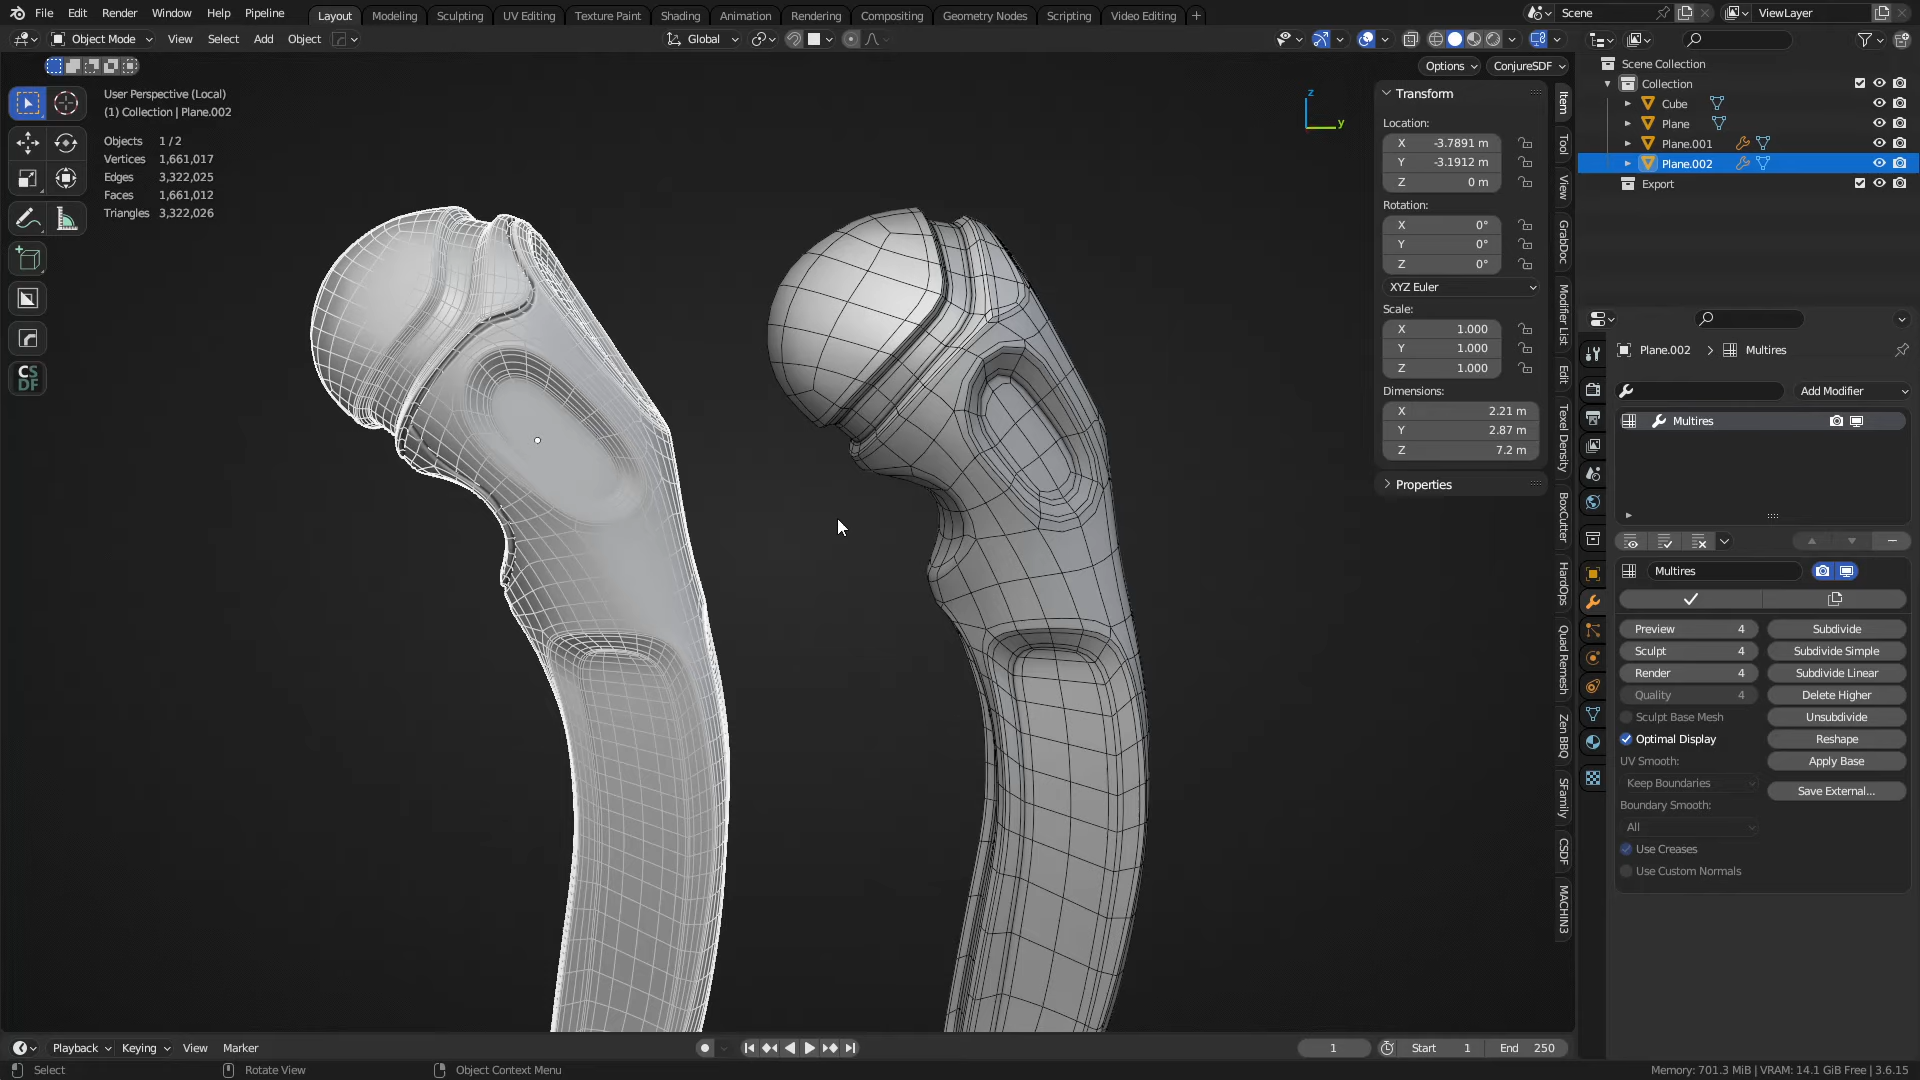 File Edit Render Window Help Pipeline Layout Modeling Sculpting UV Editing Texture Paint Shading Animation Rendering Compositing Geometry Nodes Scripting Video Editing + Scene ViewLayer
Object Mode View Select Add Object Global
Options ConjureSDF
User Perspective (Local)
(1) Collection | Plane.002
Objects 1 / 2
Vertices 1,661,017
Edges 3,322,025
Faces 1,661,012
Triangles 3,322,026
CS
DF
z
y
Transform
Location:
X -3.7891 m
Y -3.1912 m
Z 0 m
Rotation:
X 0°
Y 0°
Z 0°
XYZ Euler
Scale:
X 1.000
Y 1.000
Z 1.000
Dimensions:
X 2.21 m
Y 2.87 m
Z 7.2 m
Properties
Item
Tool
View
GrabDoc
Modifier List
Edit
Texel Density
BoxCutter
HardOps
Quad Remesh
Zen BBQ
SFamily
CSDF
MACHIN3
Scene Collection
Collection
Cube
Plane
Plane.001
Plane.002
Export
Plane.002 > Multires
Add Modifier
Multires
Multires
Preview 4 Subdivide
Sculpt 4 Subdivide Simple
Render 4 Subdivide Linear
Quality 4 Delete Higher
Sculpt Base Mesh Unsubdivide
Optimal Display Reshape
UV Smooth: Apply Base
Keep Boundaries Save External...
Boundary Smooth:
All
Use Creases
Use Custom Normals
Playback Keying View Marker 1 Start 1 End 250
Select Rotate View Object Context Menu Memory: 701.3 MiB | VRAM: 14.1 GiB Free | 3.6.15